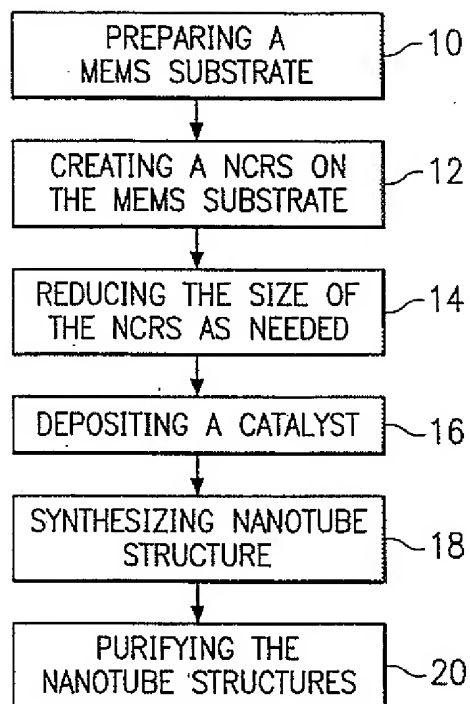 PREPARING A
MEMS SUBSTRATE
10
CREATING A NCRS ON
THE MEMS SUBSTRATE
12
REDUCING THE SIZE OF
THE NCRS AS NEEDED
14
DEPOSITING A CATALYST
16
SYNTHESIZING NANOTUBE
STRUCTURE
18
PURIFYING THE
NANOTUBE STRUCTURES
20